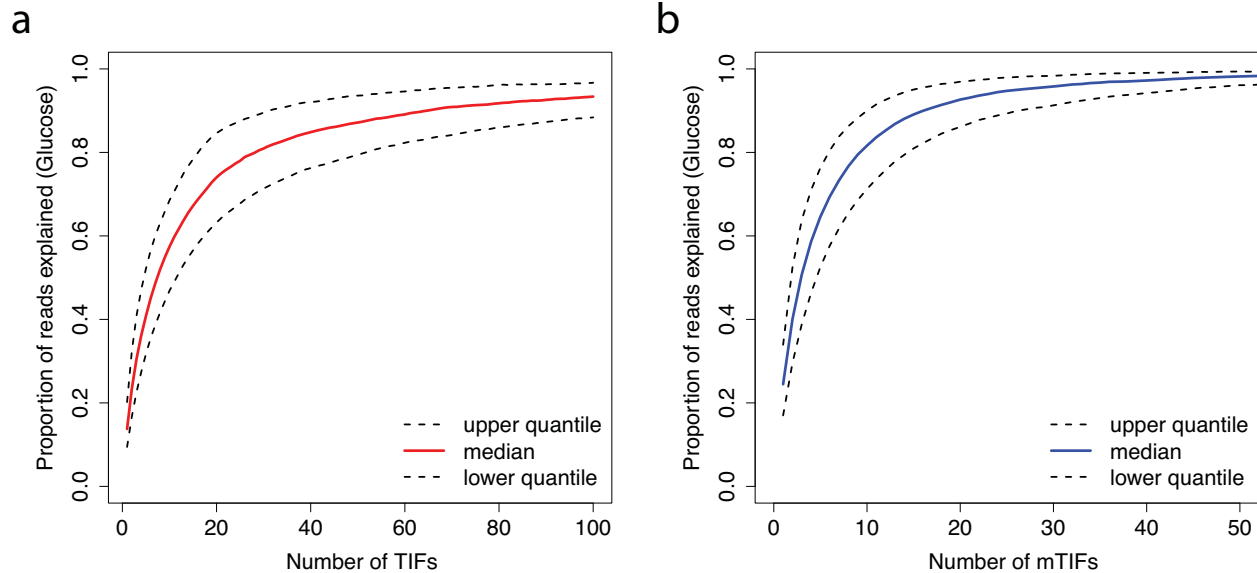 a
Proportion of reads explained (Glucose)
1.0
0.8
0.6
0.4
0.2
0.0
upper quantile
median
lower quantile
0 20 40 60 80 100
Number of TIFs
b
Proportion of reads explained (Glucose)
1.0
0.8
0.6
0.4
0.2
0.0
upper quantile
median
lower quantile
0 10 20 30 40 50
Number of mTIFs